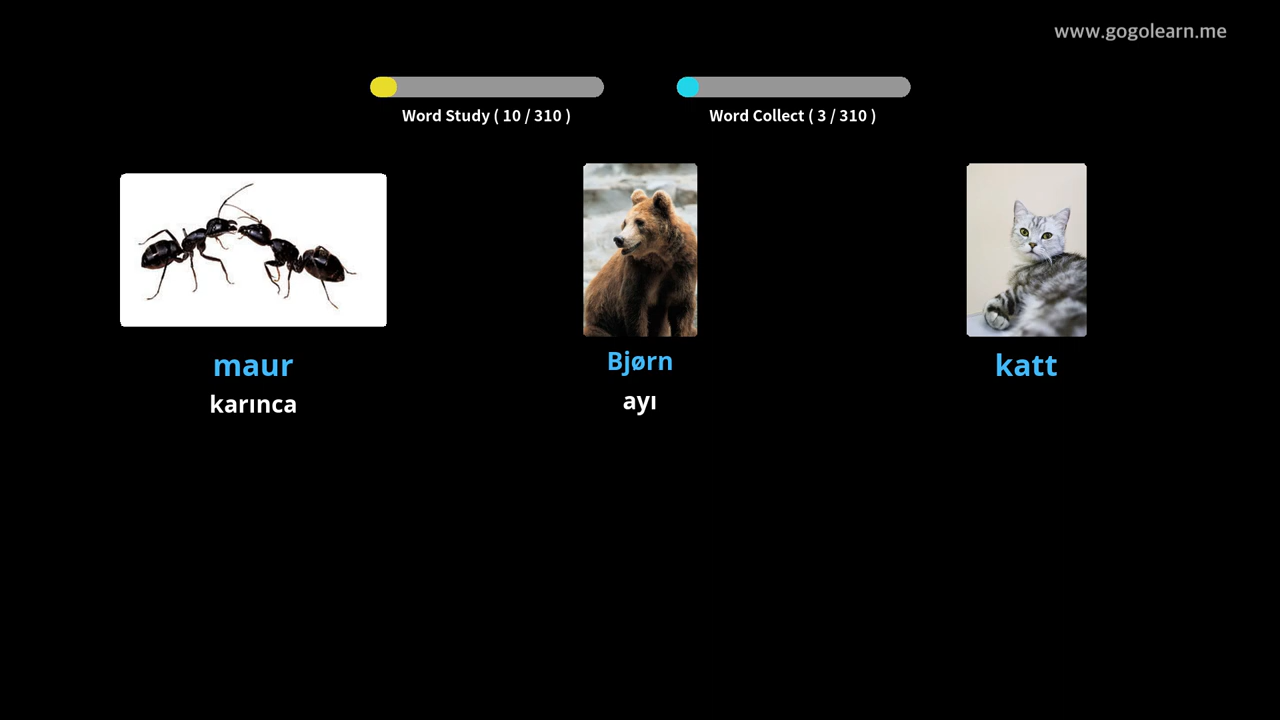 www.gogolearn.me
Word Study ( 10 / 310 )
Word Collect ( 3 / 310 )
maur
karınca
Bjørn
ayı
katt